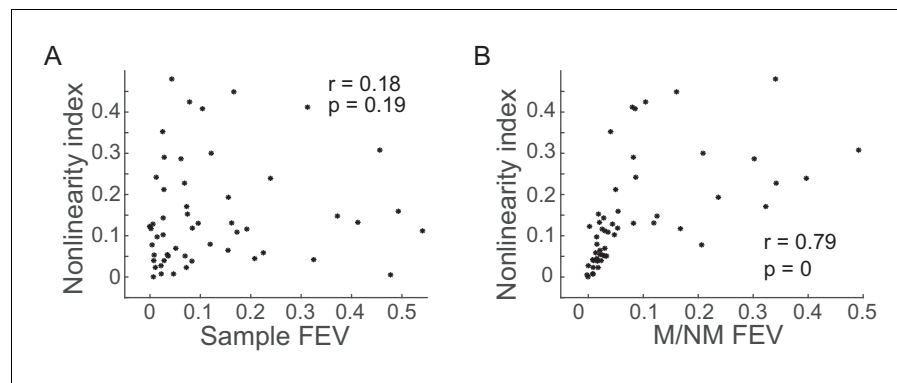 A
Nonlinearity index
0.4
0.3
0.2
0.1
0
r = 0.18
p = 0.19
0 0.1 0.2 0.3 0.4 0.5
Sample FEV
B
Nonlinearity index
0.4
0.3
0.2
0.1
0
r = 0.79
p = 0
0 0.1 0.2 0.3 0.4 0.5
M/NM FEV